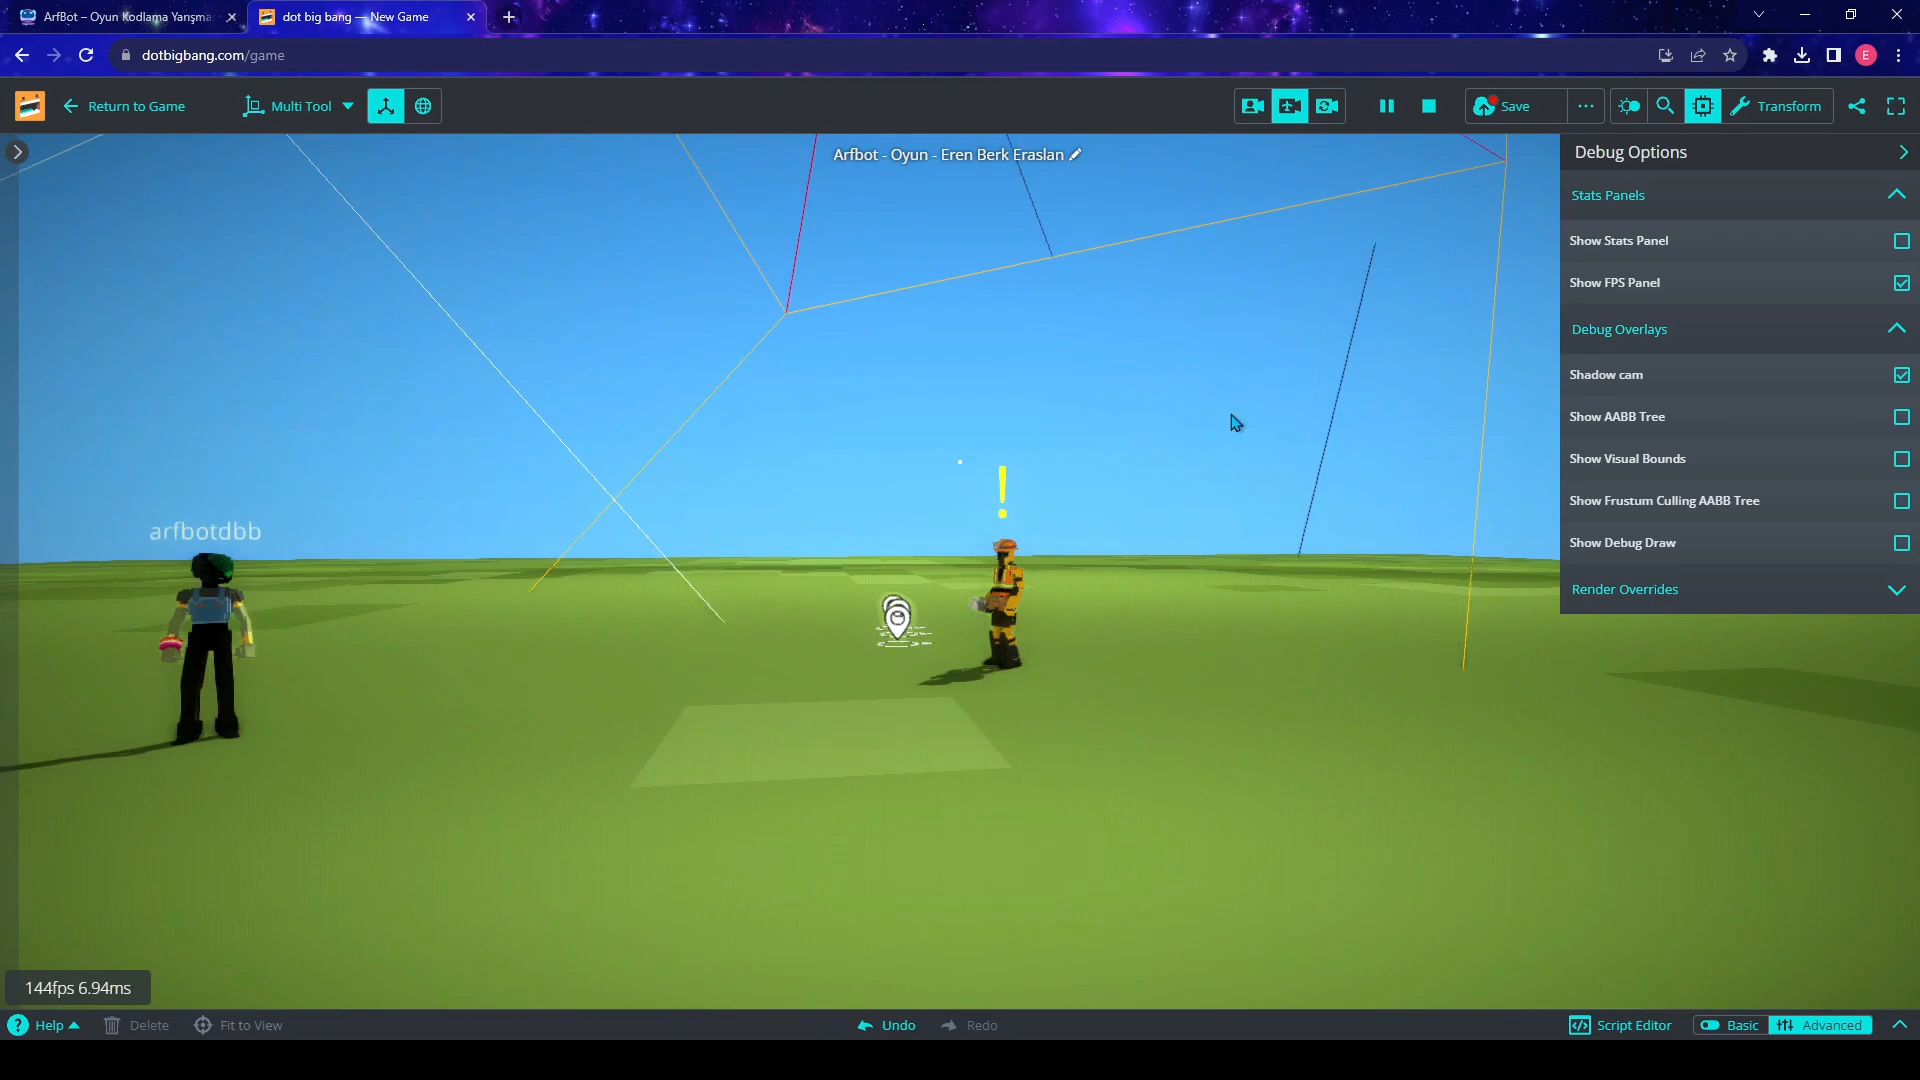 ArfBot – Oyun Kodlama Yarışma
dot big bang — New Game
dotbigbang.com/game
E
Return to Game
Multi Tool
Save
Transform
Arfbot - Oyun - Eren Berk Eraslan
Debug Options
Stats Panels
Show Stats Panel
Show FPS Panel
Debug Overlays
Shadow cam
Show AABB Tree
Show Visual Bounds
Show Frustum Culling AABB Tree
Show Debug Draw
Render Overrides
!
arfbotdbb
144fps 6.94ms
? Help
Delete
Fit to View
Undo
Redo
Script Editor
Basic
Advanced